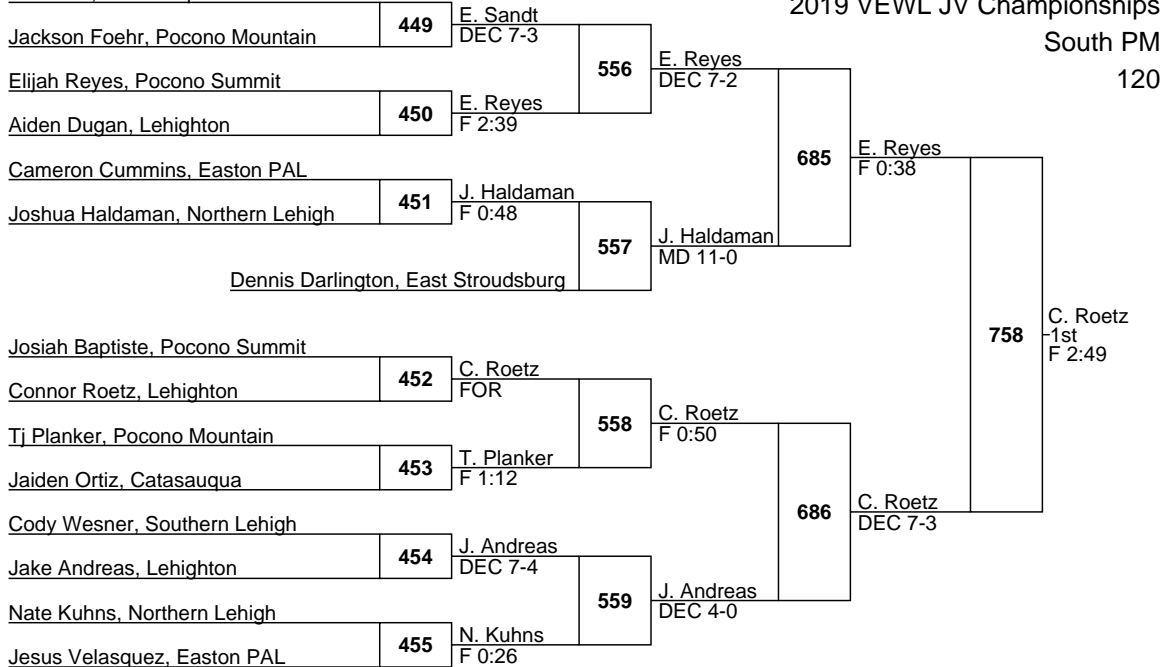 2019 VEWL JV Championships
South PM
120
449
E. Sandt
DEC 7-3
Jackson Foehr, Pocono Mountain
556
E. Reyes
DEC 7-2
Elijah Reyes, Pocono Summit
450
E. Reyes
F 2:39
Aiden Dugan, Lehighton
685
E. Reyes
F 0:38
Cameron Cummins, Easton PAL
451
J. Haldaman
F 0:48
Joshua Haldaman, Northern Lehigh
557
J. Haldaman
MD 11-0
Dennis Darlington, East Stroudsburg
758
C. Roetz
1st
F 2:49
Josiah Baptiste, Pocono Summit
452
C. Roetz
FOR
Connor Roetz, Lehighton
558
C. Roetz
F 0:50
Tj Planker, Pocono Mountain
453
T. Planker
F 1:12
Jaiden Ortiz, Catasauqua
686
C. Roetz
DEC 7-3
Cody Wesner, Southern Lehigh
454
J. Andreas
DEC 7-4
Jake Andreas, Lehighton
559
J. Andreas
DEC 4-0
Nate Kuhns, Northern Lehigh
455
N. Kuhns
F 0:26
Jesus Velasquez, Easton PAL